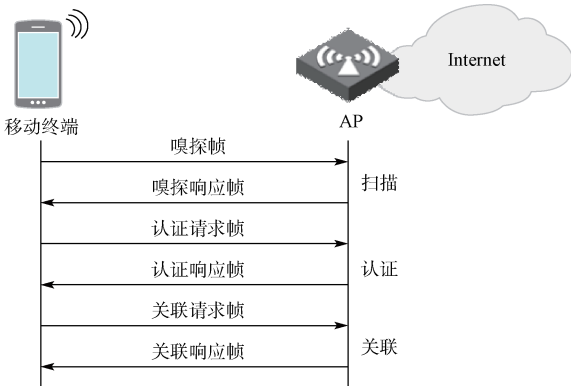 Internet
移动终端
AP
嗅探帧
嗅探响应帧
扫描
认证请求帧
认证响应帧
认证
关联请求帧
关联响应帧
关联